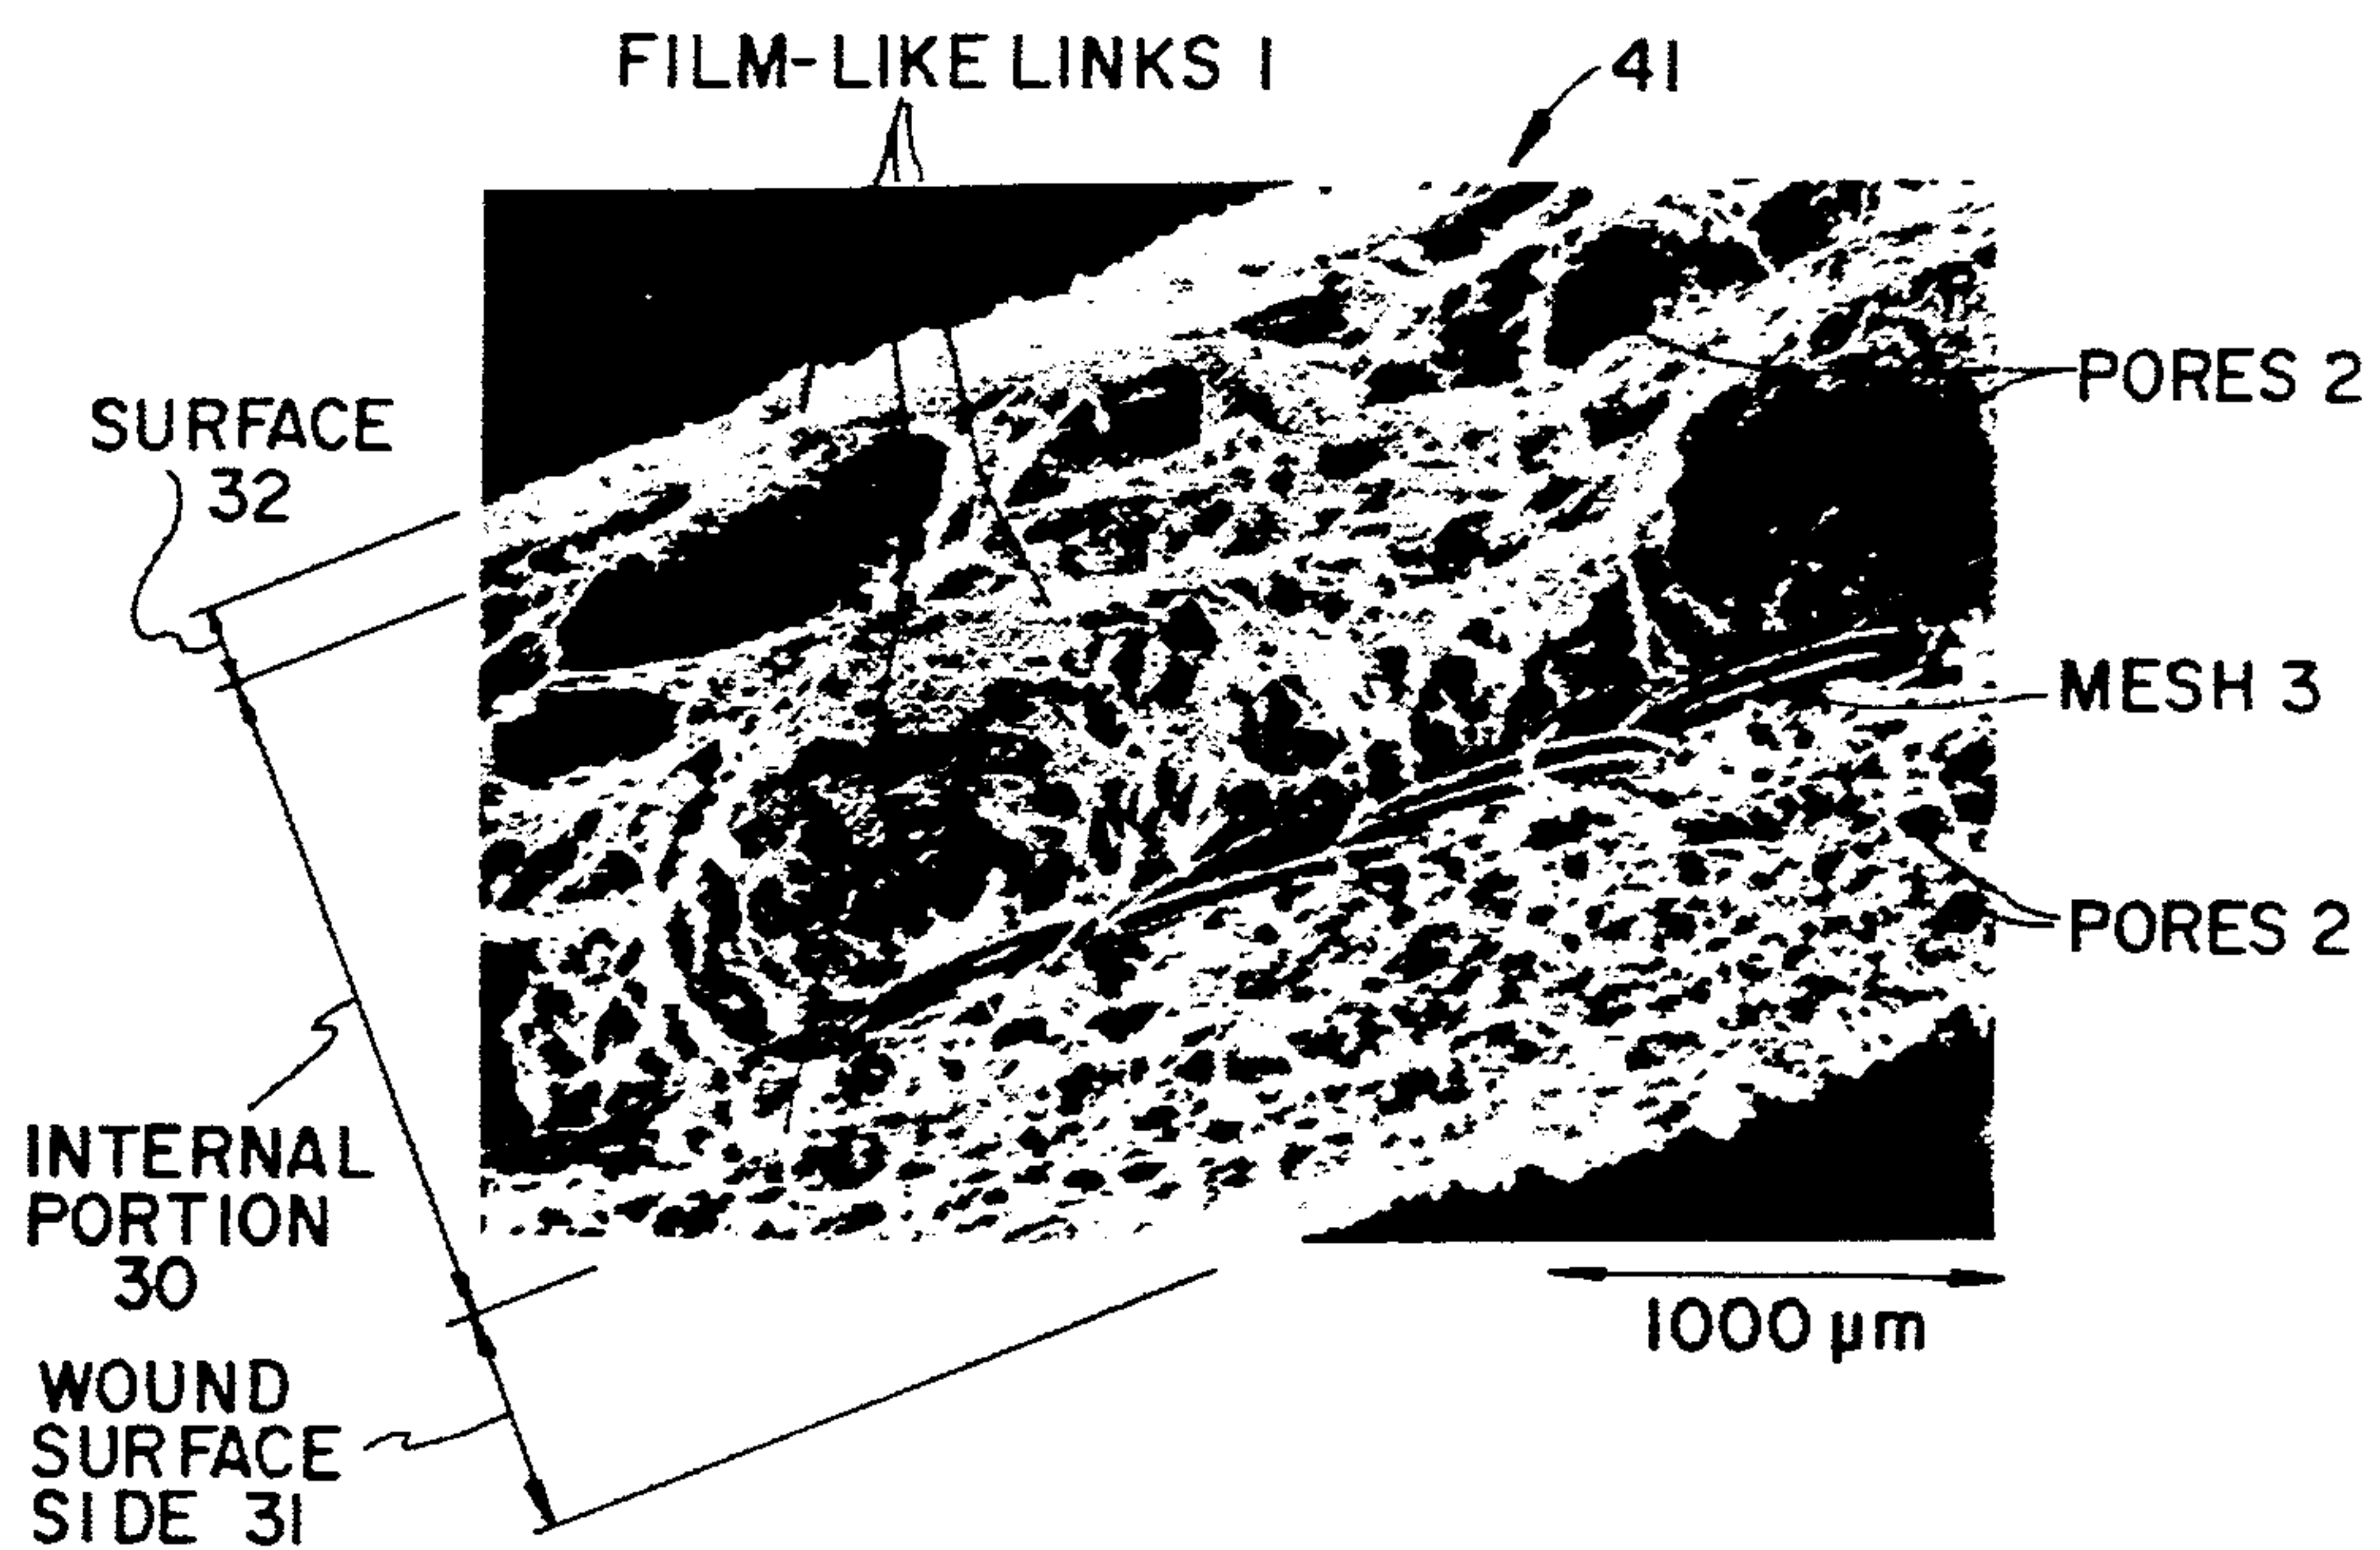 FILM-LIKE LINKS 1
41
SURFACE
32
PORES 2
MESH 3
PORES 2
INTERNAL
PORTION
30
1000 µm
WOUND
SURFACE
SIDE 31